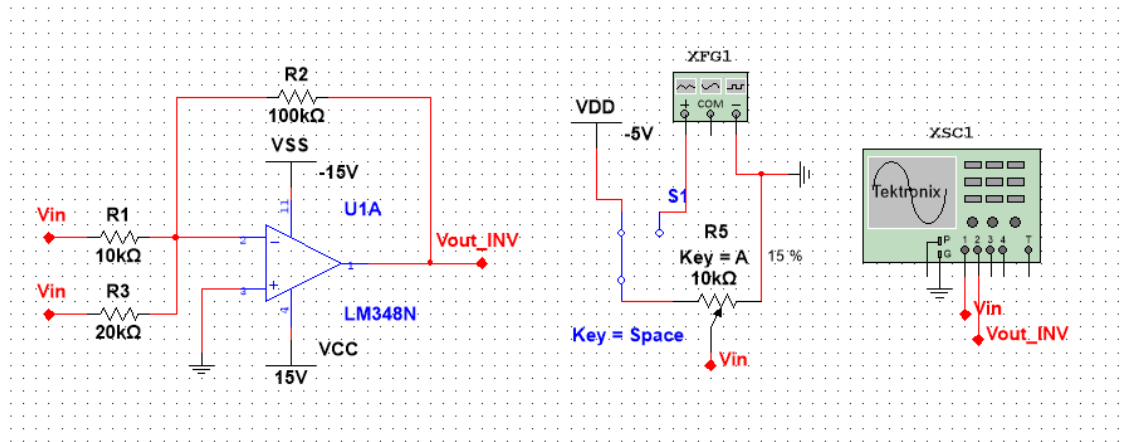 R2
100kΩ
VSS
-15V
11
U1A
Vin
R1
10kΩ
2
1
Vout_INV
Vin
R3
20kΩ
3
4
LM348N
VCC
15V
XFG1
+
COM
−
VDD
-5V
S1
R5
Key = A
15 %
10kΩ
Key = Space
Vin
XSC1
Tektronix
P
G
1 2 3 4
T
Vin
Vout_INV